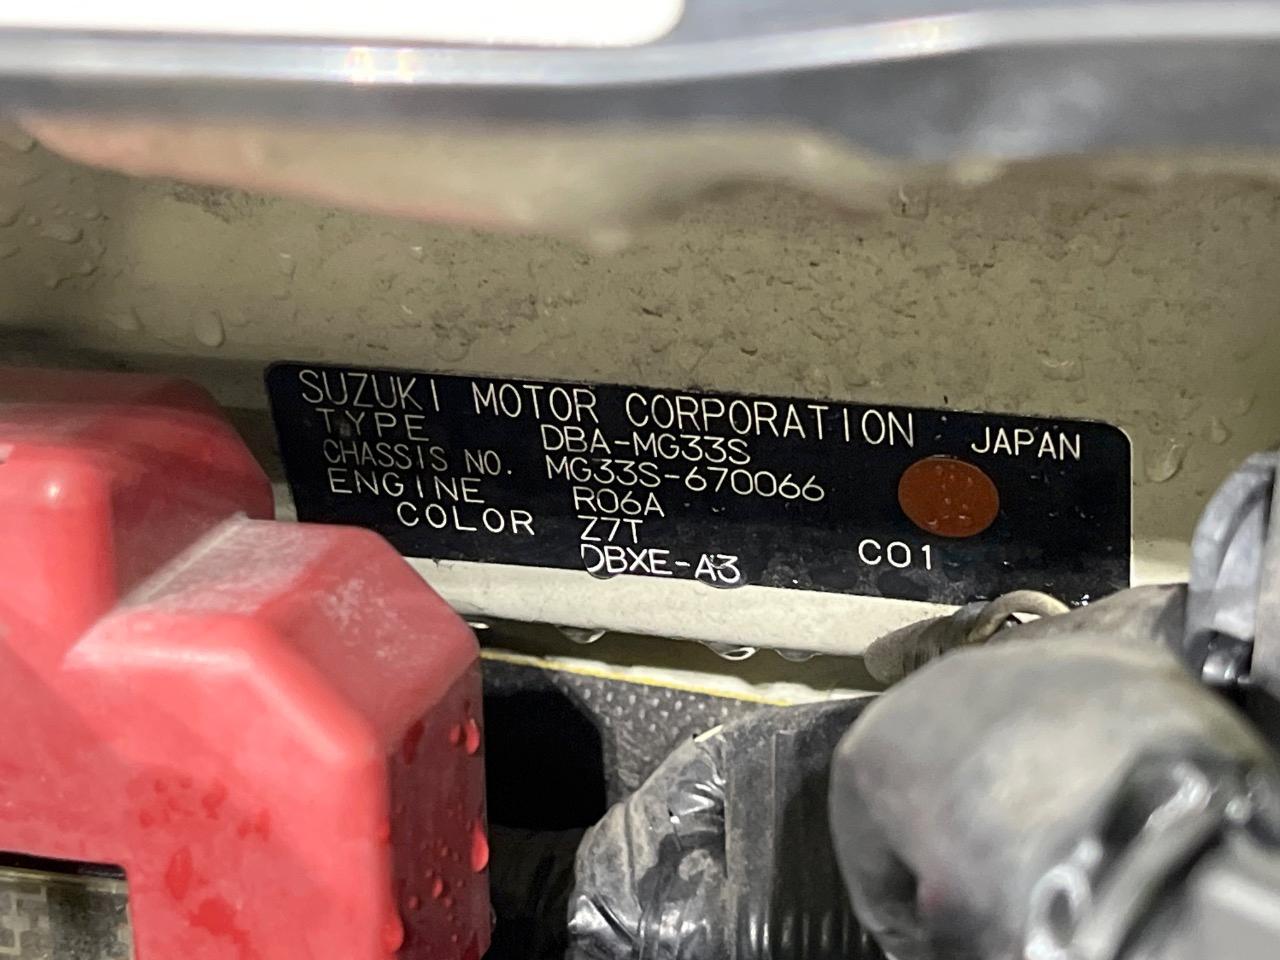 SUZUKI MOTOR CORPORATION JAPAN
TYPE DBA-MG33S
CHASSIS NO. MG33S-670066
ENGINE R06A
COLOR Z7T C01
DBXE-A3